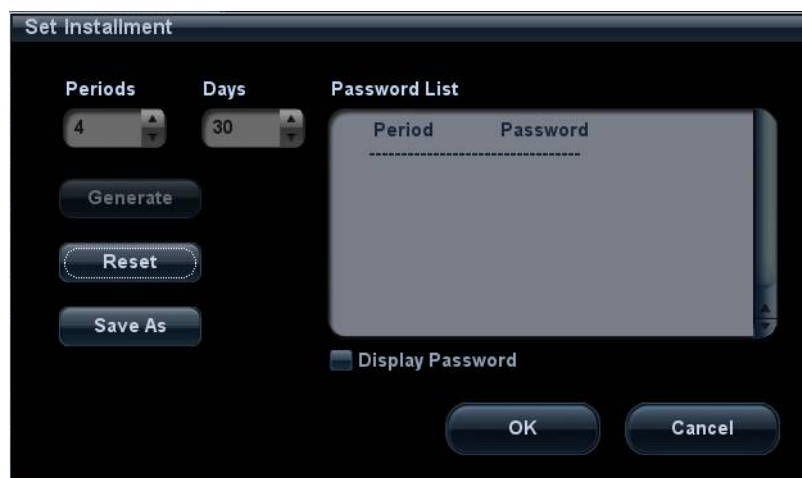 Set Installment
Periods Days Password List
4 30
Period Password
---------------------------------
Generate
Reset
Save As
Display Password
OK Cancel